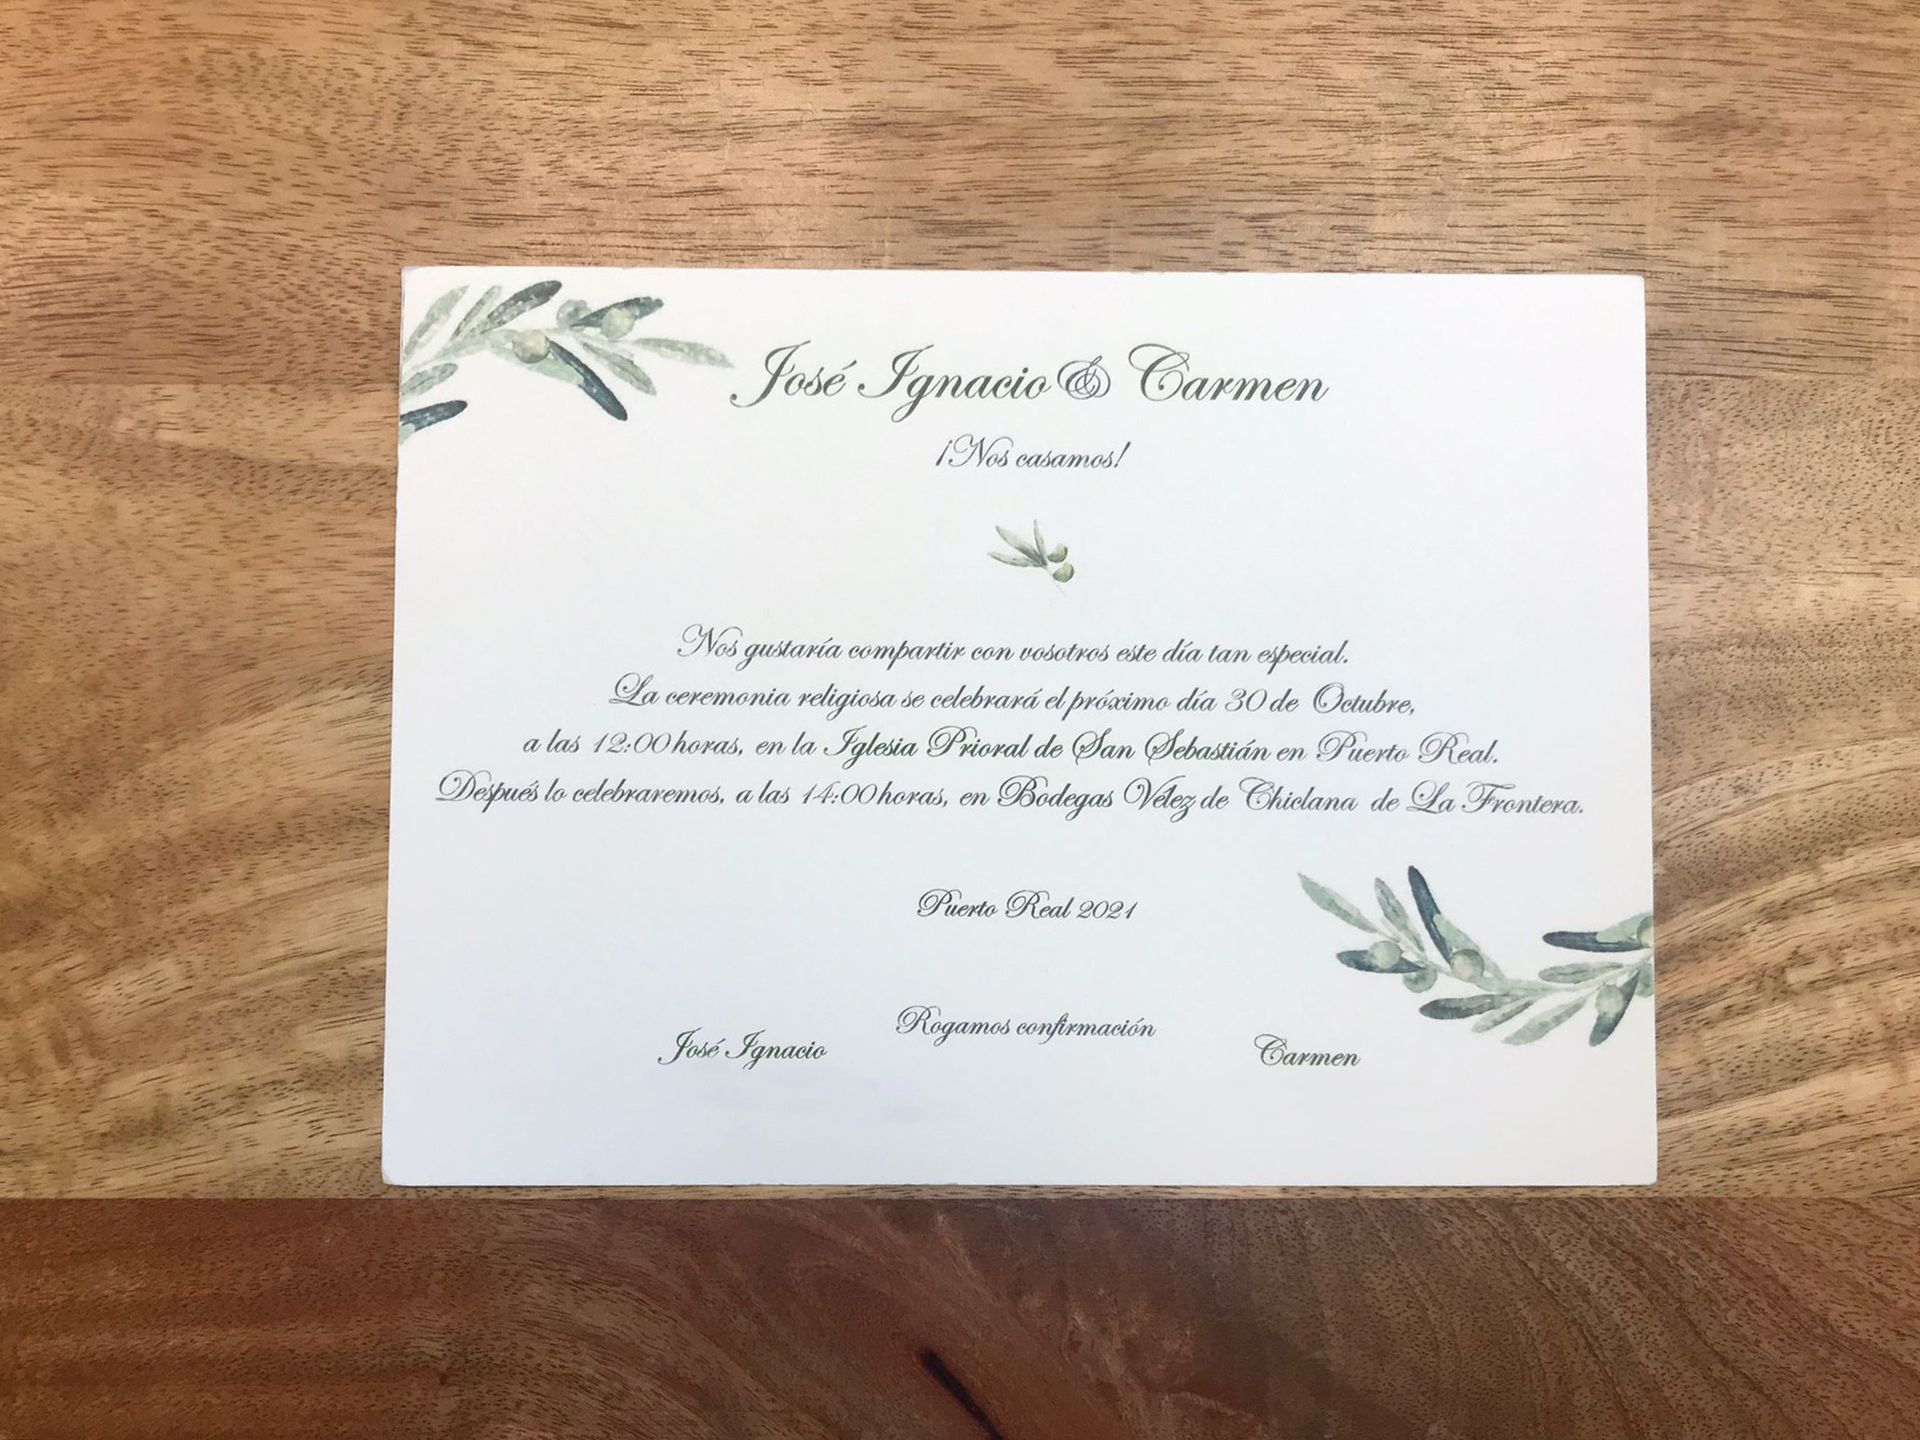 José Ignacio & Carmen
¡Nos casamos!
Nos gustaría compartir con vosotros este día tan especial.
La ceremonia religiosa se celebrará el próximo día 30 de Octubre,
a las 12:00 horas, en la Iglesia Prioral de San Sebastián en Puerto Real.
Después lo celebraremos, a las 14:00 horas, en Bodegas Vélez de Chiclana de La Frontera.
Puerto Real 2021
Rogamos confirmación
José Ignacio Carmen